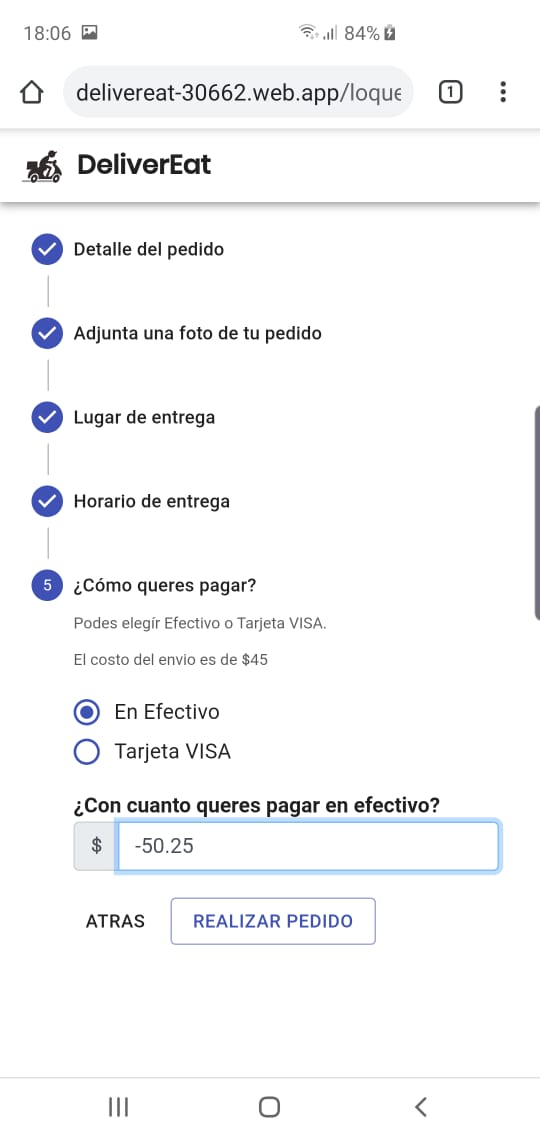 18:06 84%
delivereat-30662.web.app/loque
1
DeliverEat
Detalle del pedido
Adjunta una foto de tu pedido
Lugar de entrega
Horario de entrega
5 ¿Cómo queres pagar?
Podes elegír Efectivo o Tarjeta VISA.
El costo del envio es de $45
En Efectivo
Tarjeta VISA
¿Con cuanto queres pagar en efectivo?
$ -50.25
ATRAS REALIZAR PEDIDO